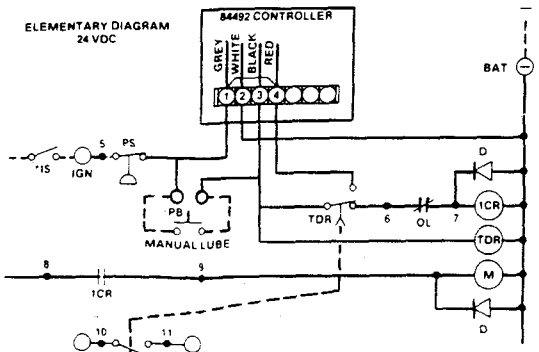 ELEMENTARY DIAGRAM
24 VDC
84492 CONTROLLER
GREY
WHITE
BLACK
RED
1 2 3 4
BAT
IS
IGN
5
PS
PB
MANUAL LUBE
TDR
6
OL
7
D
1CR
TDR
8
1CR
9
M
D
10
11